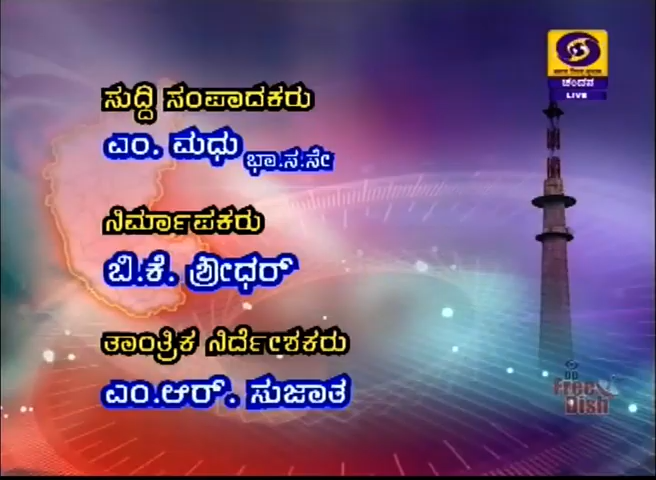 ಚಂದನ
LIVE
ಸುದ್ದಿ ಸಂಪಾದಕರು
ಎಂ. ಮಧು ಭಾ.ಸ.ಸೇ
ನಿರ್ಮಾಪಕರು
ಬಿ.ಕೆ. ಶ್ರೀಧರ್
ತಾಂತ್ರಿಕ ನಿರ್ದೇಶಕರು
ಎಂ.ಆರ್. ಸುಜಾತ
DD
Free
Dish